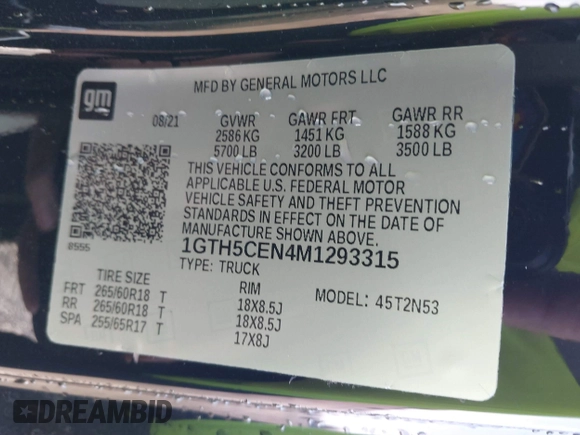 gm
MFD BY GENERAL MOTORS LLC
08/21 GVWR GAWR FRT GAWR RR
2586 KG 1451 KG 1588 KG
5700 LB 3200 LB 3500 LB
THIS VEHICLE CONFORMS TO ALL
APPLICABLE U.S. FEDERAL MOTOR
VEHICLE SAFETY AND THEFT PREVENTION
STANDARDS IN EFFECT ON THE DATE OF
MANUFACTURE SHOWN ABOVE.
8555
1GTH5CEN4M1293315
TYPE: TRUCK
TIRE SIZE RIM MODEL: 45T2N53
FRT 265/60R18 T 18X8.5J
RR 265/60R18 T 18X8.5J
SPA 255/65R17 T 17X8J
DREAMBID